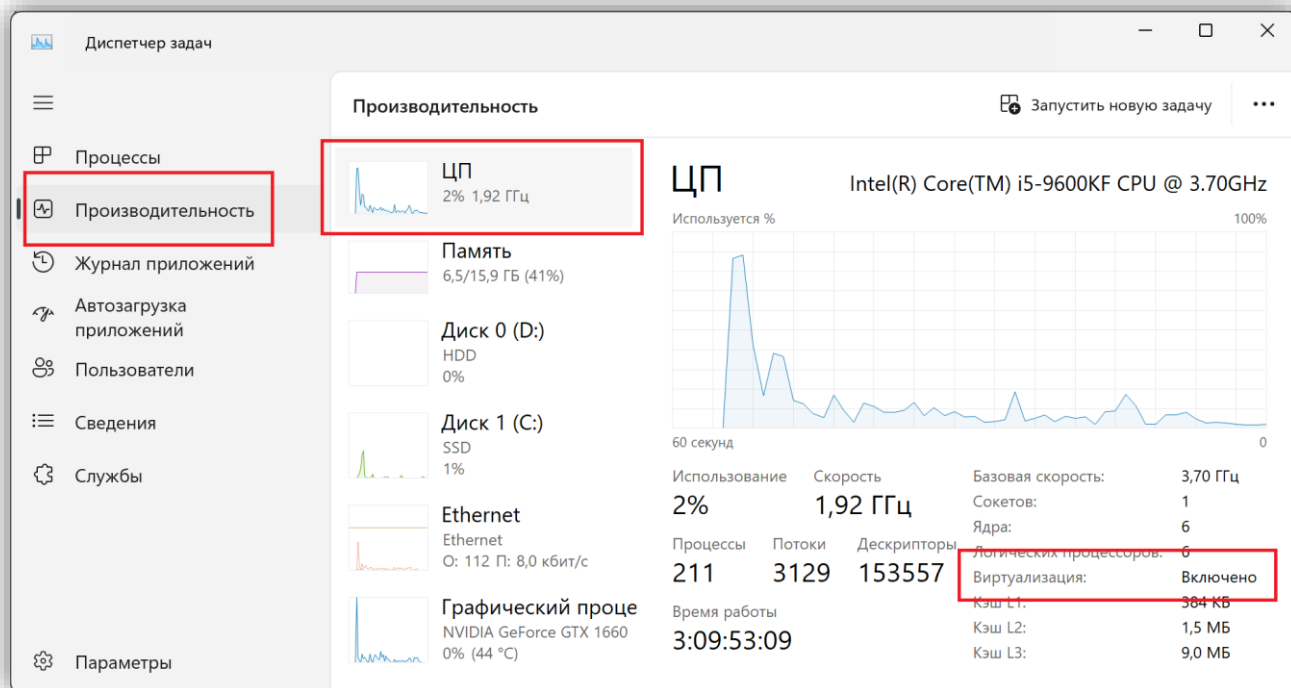 Диспетчер задач
Производительность
Запустить новую задачу
Процессы
Производительность
Журнал приложений
Автозагрузка
приложений
Пользователи
Сведения
Службы
Параметры
ЦП
2% 1,92 ГГц
Память
6,5/15,9 ГБ (41%)
Диск 0 (D:)
HDD
0%
Диск 1 (C:)
SSD
1%
Ethernet
Ethernet
О: 112 П: 8,0 кбит/с
Графический проце
NVIDIA GeForce GTX 1660
0% (44 °C)
ЦП
Intel(R) Core(TM) i5-9600KF CPU @ 3.70GHz
Используется %
100%
60 секунд
0
Использование
Скорость
2%
1,92 ГГц
Процессы
Потоки
Дескрипторы
211
3129
153557
Время работы
3:09:53:09
Базовая скорость:
3,70 ГГц
Сокетов:
1
Ядра:
6
Логических процессоров:
6
Виртуализация:
Включено
Кэш L1:
384 КБ
Кэш L2:
1,5 МБ
Кэш L3:
9,0 МБ